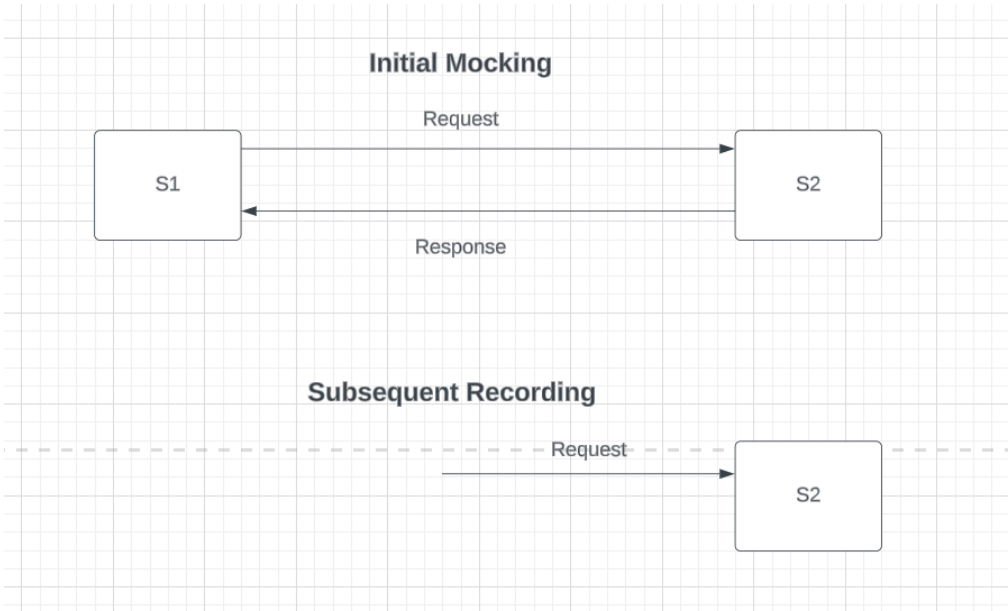 Initial Mocking
Request
S1
S2
Response
Subsequent Recording
Request
S2